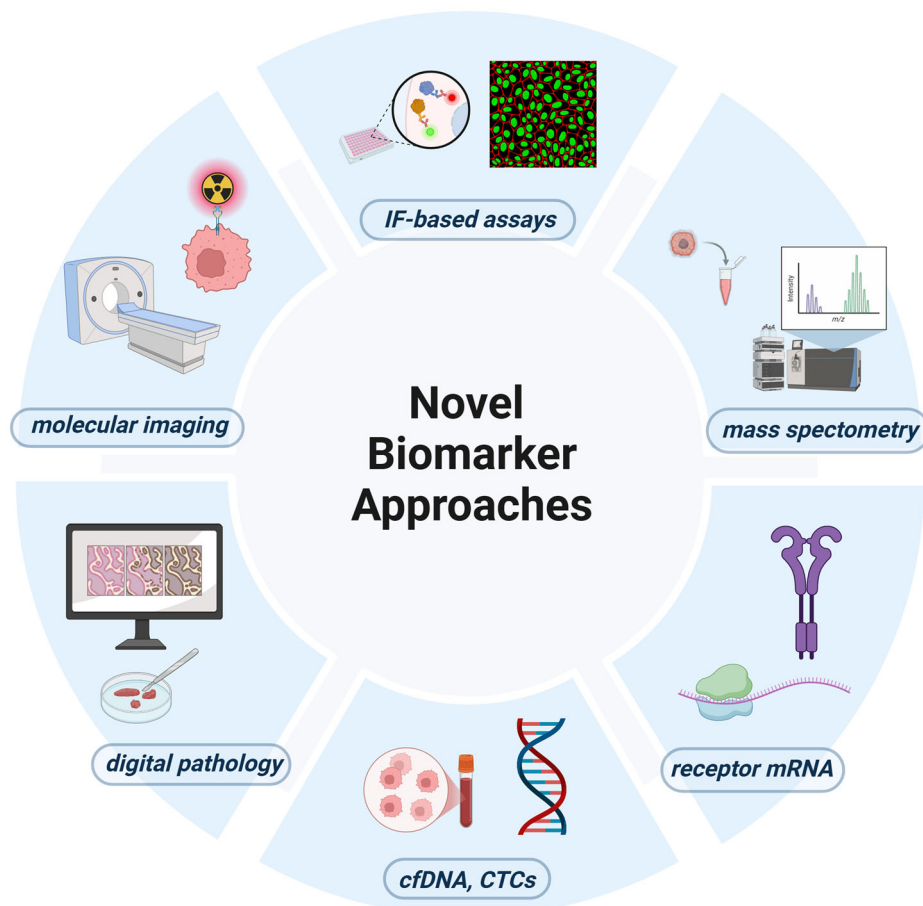 Novel
Biomarker
Approaches
IF-based assays
Intensity
m/z
mass spectometry
receptor mRNA
cfDNA, CTCs
digital pathology
molecular imaging